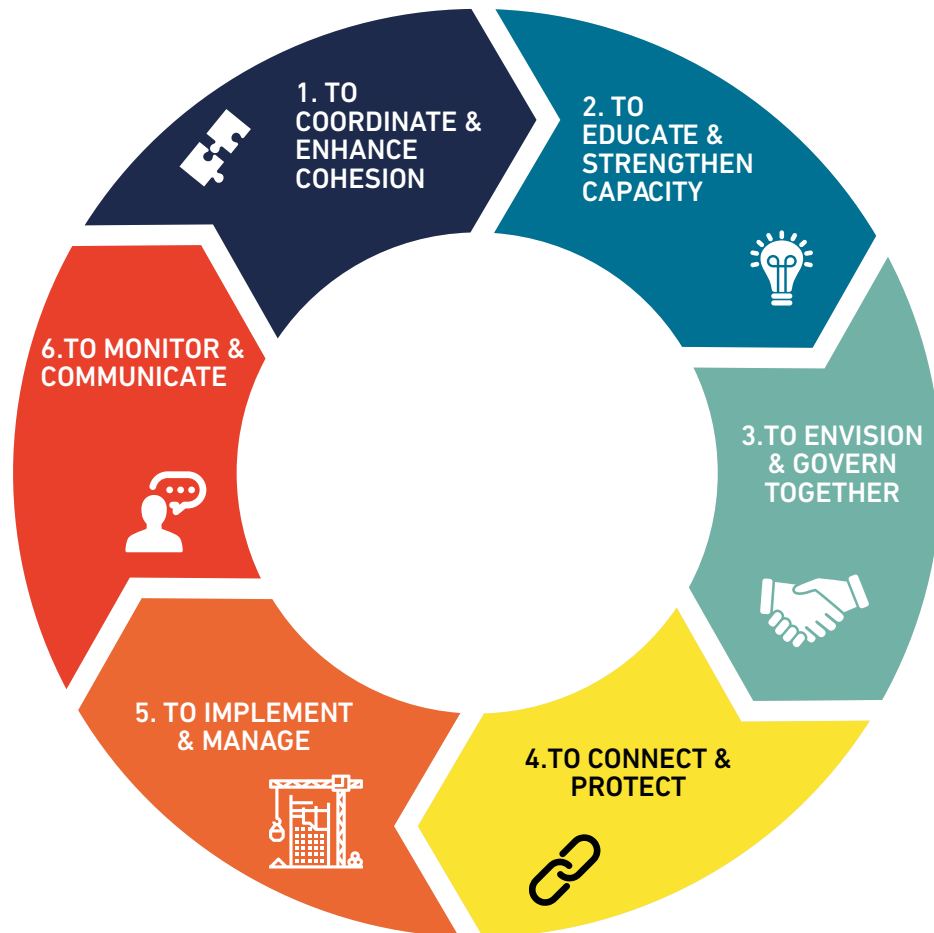 1. TO
COORDINATE &
ENHANCE
COHESION
2. TO
EDUCATE &
STRENGTHEN
CAPACITY
3.TO ENVISION
& GOVERN
TOGETHER
4.TO CONNECT &
PROTECT
5. TO IMPLEMENT
& MANAGE
6.TO MONITOR &
COMMUNICATE